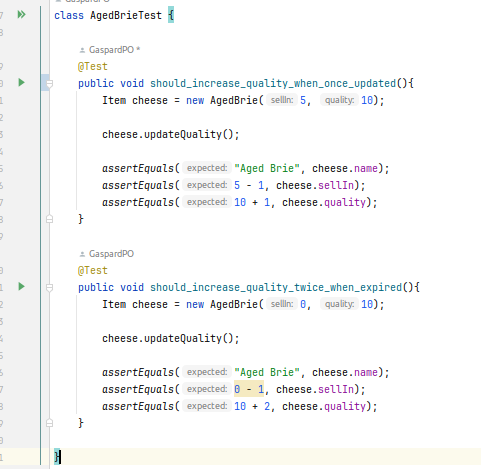 GaspardPO
class AgedBrieTest {
GaspardPO *
@Test
public void should_increase_quality_when_once_updated(){
Item cheese = new AgedBrie( sellIn: 5, quality: 10);
cheese.updateQuality();
assertEquals( expected: "Aged Brie", cheese.name);
assertEquals( expected: 5 - 1, cheese.sellIn);
assertEquals( expected: 10 + 1, cheese.quality);
}
GaspardPO
@Test
public void should_increase_quality_twice_when_expired(){
Item cheese = new AgedBrie( sellIn: 0, quality: 10);
cheese.updateQuality();
assertEquals( expected: "Aged Brie", cheese.name);
assertEquals( expected: 0 - 1, cheese.sellIn);
assertEquals( expected: 10 + 2, cheese.quality);
}
}